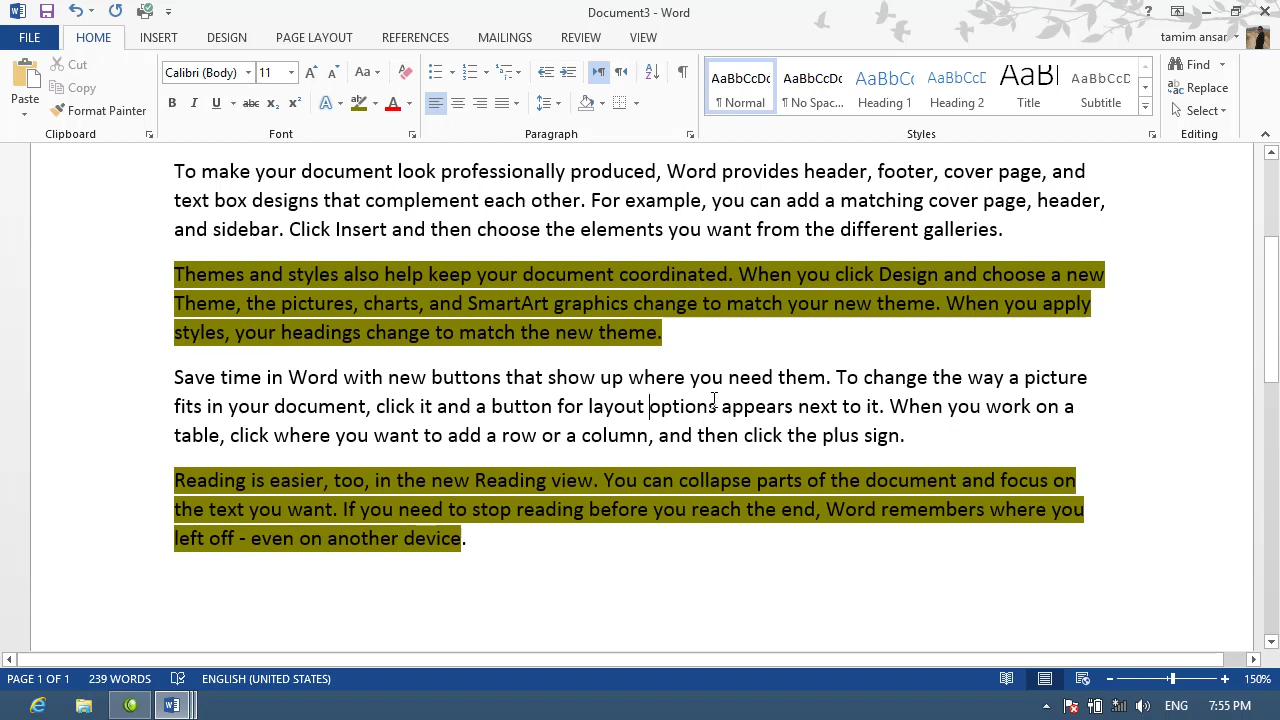 Document3 - Word
tamim ansar
FILE HOME INSERT DESIGN PAGE LAYOUT REFERENCES MAILINGS REVIEW VIEW
Paste
Cut
Copy
Format Painter
Clipboard
Calibri (Body) 11
Font
Paragraph
AaBbCcDc AaBbCcDc AaBbCc AaBbCcC AaBl AaBbCcD
¶ Normal ¶ No Spac... Heading 1 Heading 2 Title Subtitle
Styles
Find
Replace
Select
Editing
To make your document look professionally produced, Word provides header, footer, cover page, and
text box designs that complement each other. For example, you can add a matching cover page, header,
and sidebar. Click Insert and then choose the elements you want from the different galleries.
Themes and styles also help keep your document coordinated. When you click Design and choose a new
Theme, the pictures, charts, and SmartArt graphics change to match your new theme. When you apply
styles, your headings change to match the new theme.
Save time in Word with new buttons that show up where you need them. To change the way a picture
fits in your document, click it and a button for layout options appears next to it. When you work on a
table, click where you want to add a row or a column, and then click the plus sign.
Reading is easier, too, in the new Reading view. You can collapse parts of the document and focus on
the text you want. If you need to stop reading before you reach the end, Word remembers where you
left off - even on another device.
PAGE 1 OF 1 239 WORDS ENGLISH (UNITED STATES) 150%
ENG 7:55 PM